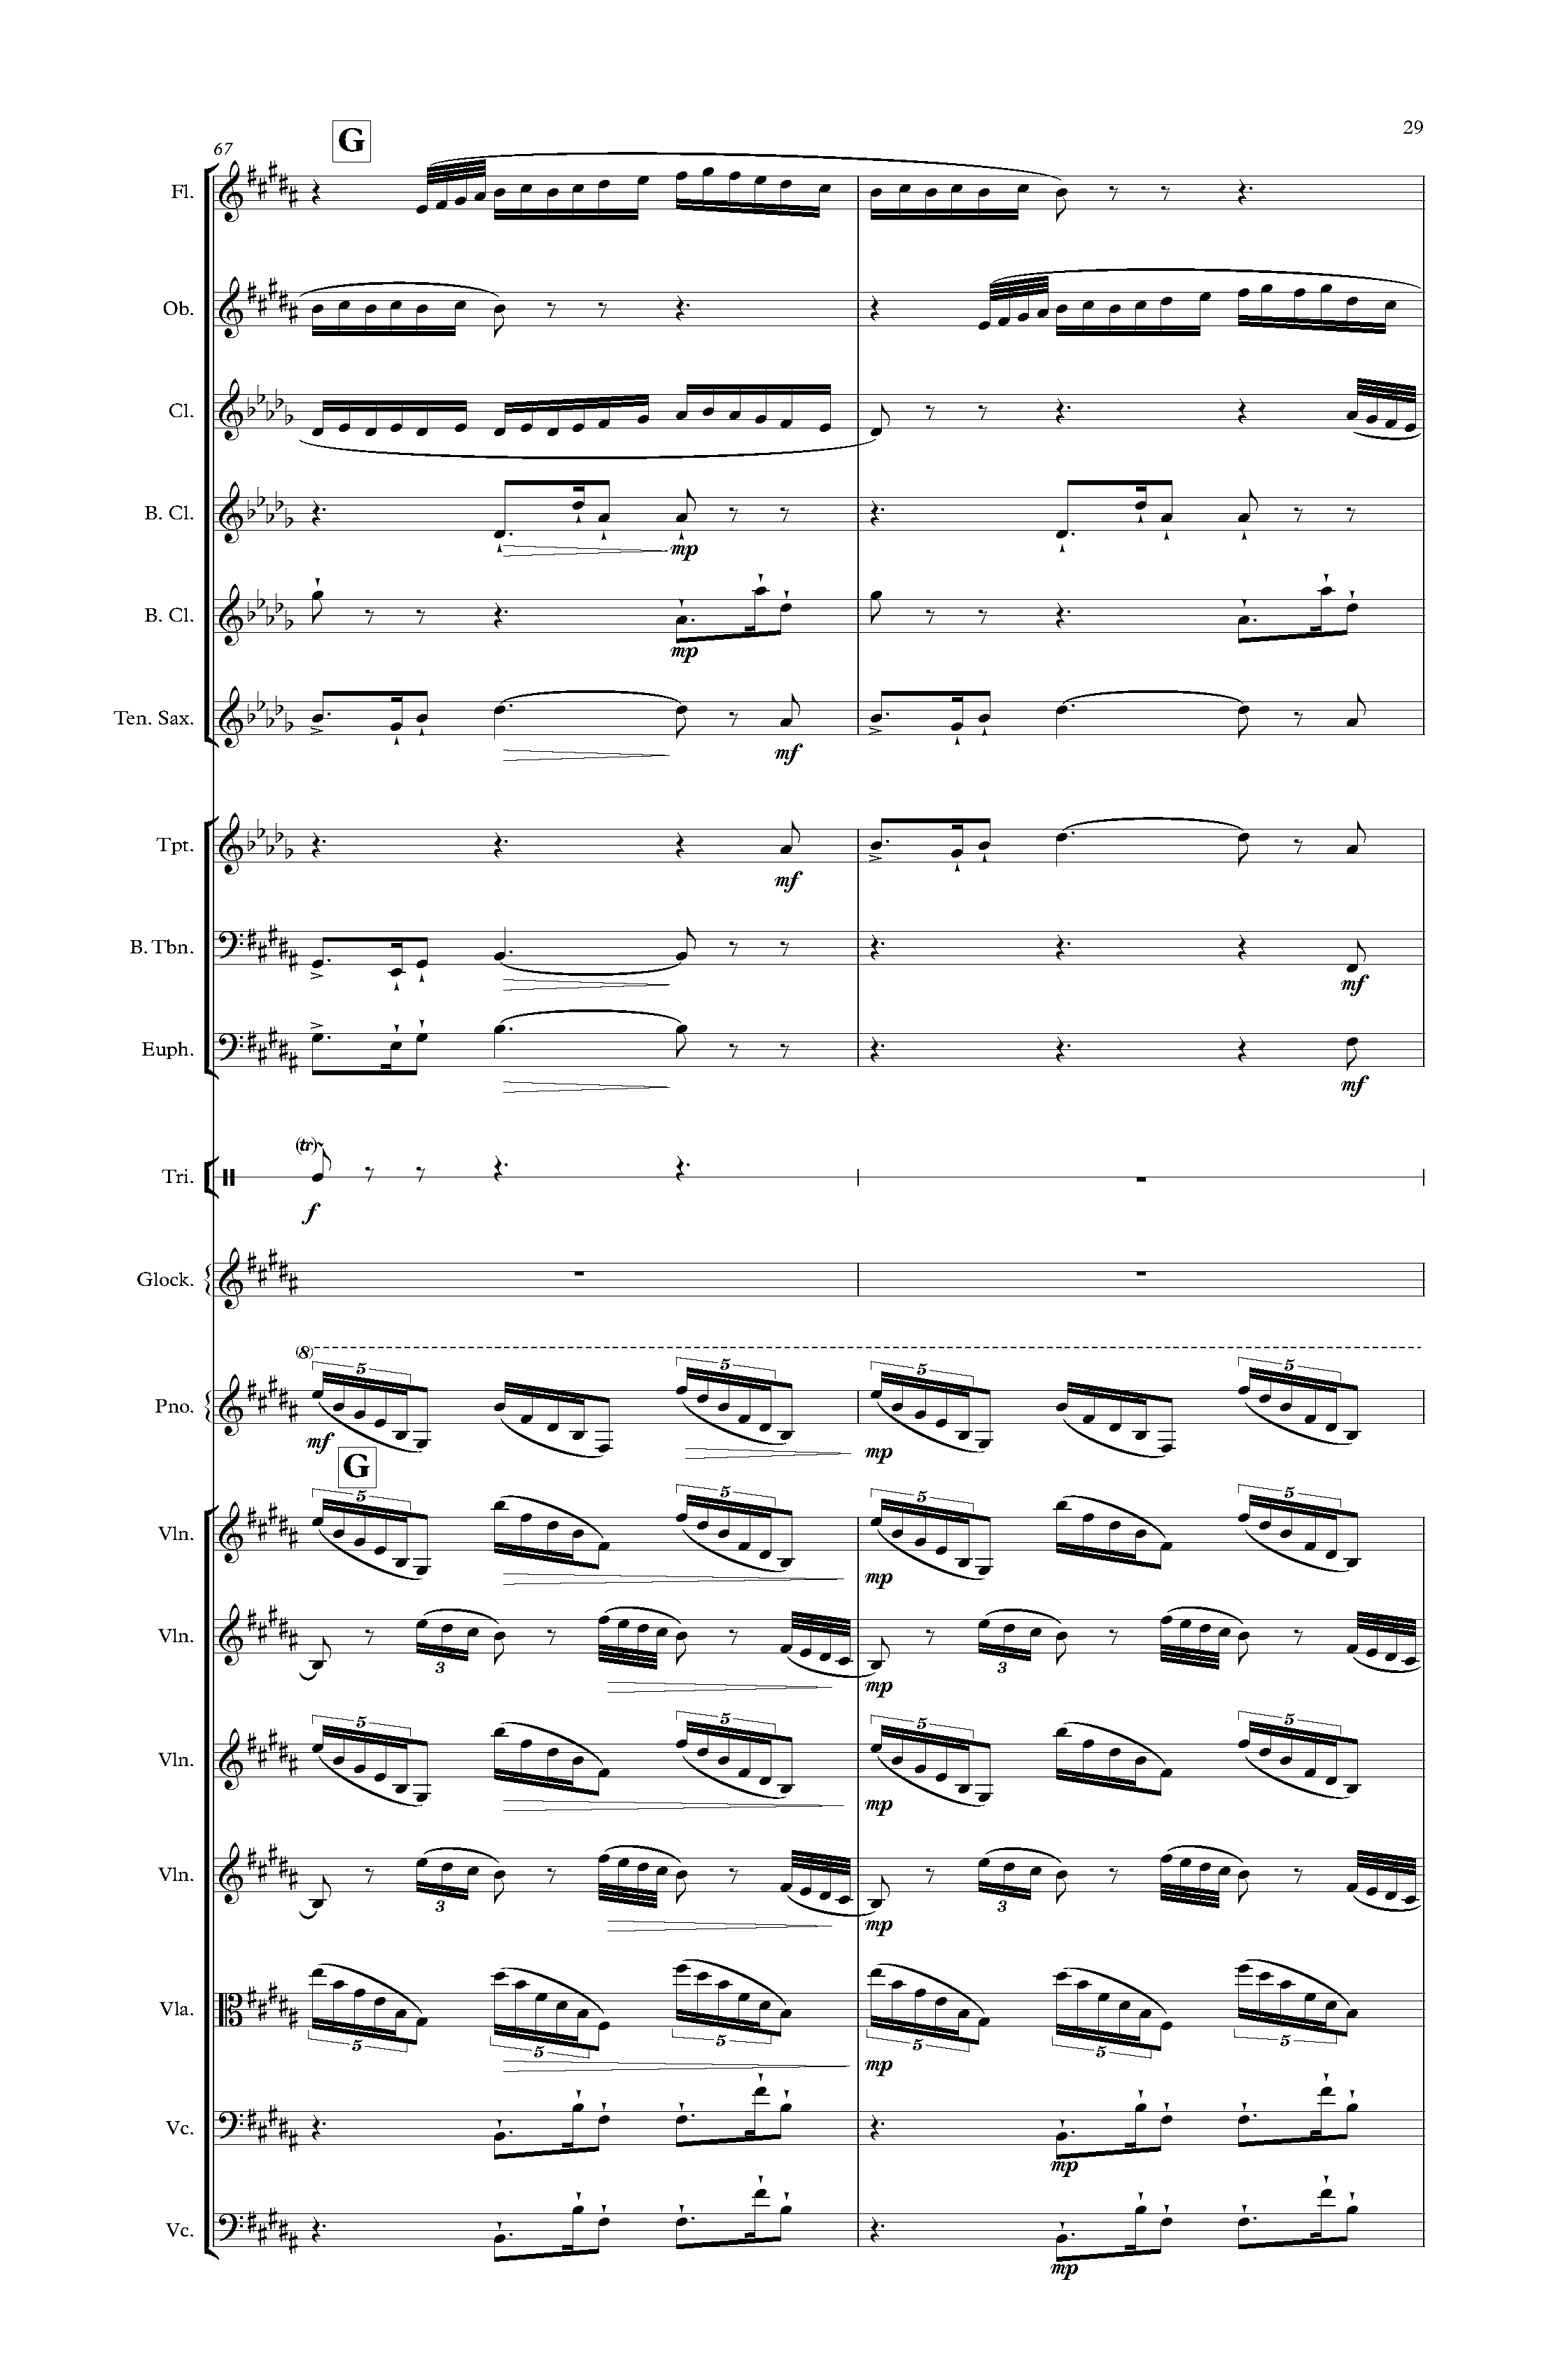 29
67
G
Fl.
Ob.
Cl.
B. Cl.
mp
B. Cl.
mp
Ten. Sax.
mf
Tpt.
mf
B. Tbn.
mf
Euph.
mf
(tr)
Tri.
f
Glock.
(8)
5 5 5 5
Pno.
mf mp
G
5 5 5 5
Vln.
mp
Vln.
3 3
mp
5 5 5 5
Vln.
mp
Vln.
3 3
mp
Vla.
5 5 5 5 5 5
mp
Vc.
mp
Vc.
mp